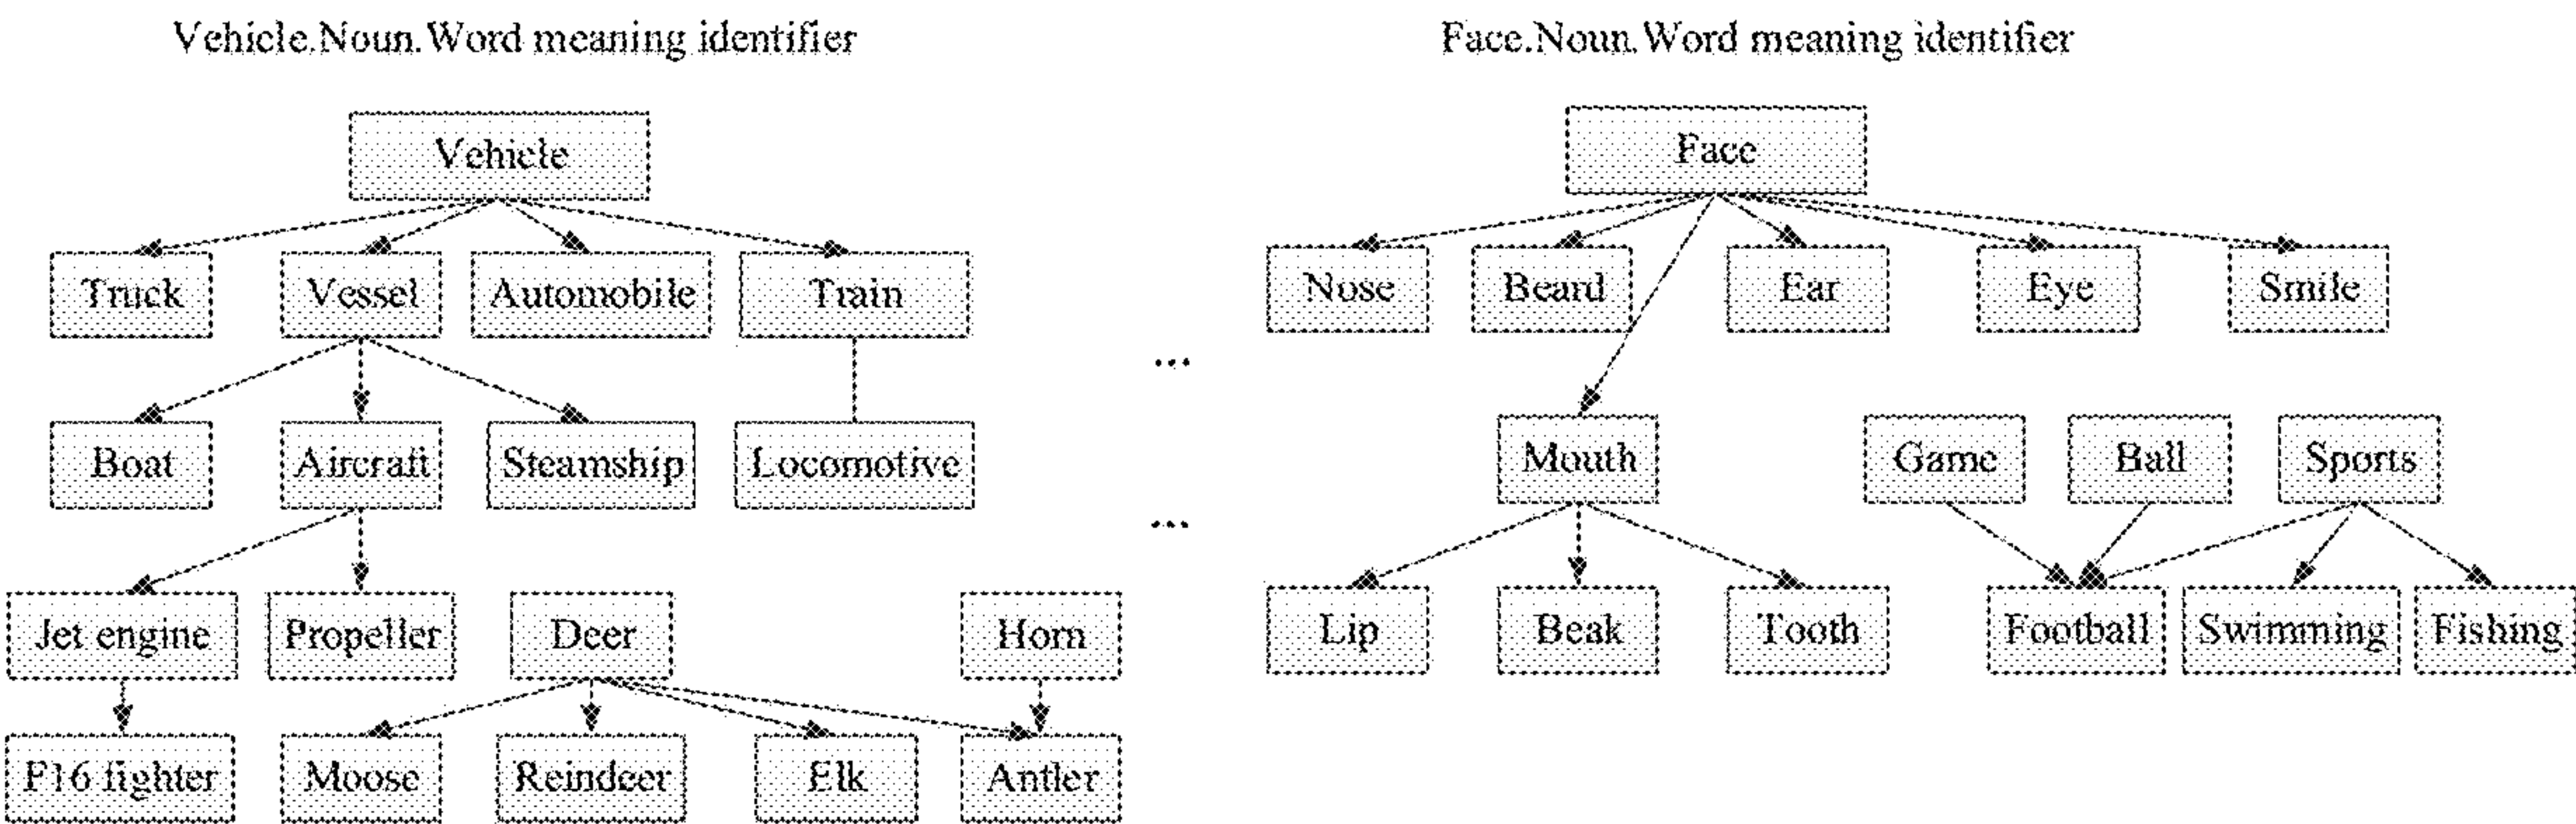 Vehicle.Noun.Word meaning identifier
Face.Noun.Word meaning identifier
Vehicle
Face
Truck
Vessel
Automobile
Train
Nose
Beard
Ear
Eye
Smile
...
Boat
Aircraft
Steamship
Locomotive
Mouth
Game
Ball
Sports
...
Jet engine
Propeller
Deer
Horn
Lip
Beak
Tooth
Football
Swimming
Fishing
F16 fighter
Moose
Reindeer
Elk
Antler